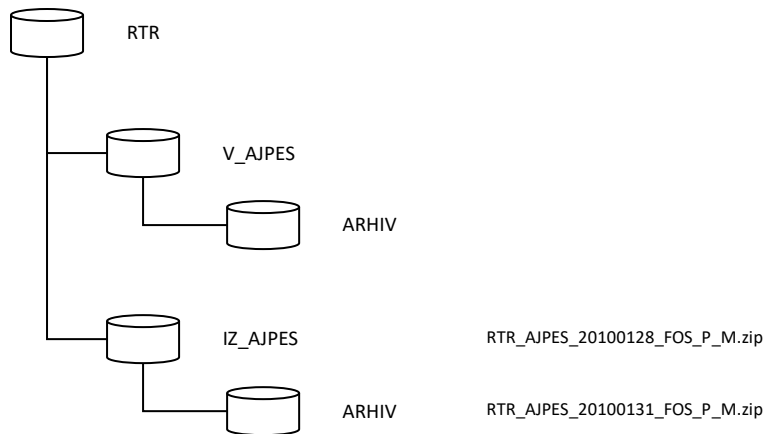 RTR
V_AJPES
ARHIV
IZ_AJPES RTR_AJPES_20100128_FOS_P_M.zip
ARHIV RTR_AJPES_20100131_FOS_P_M.zip